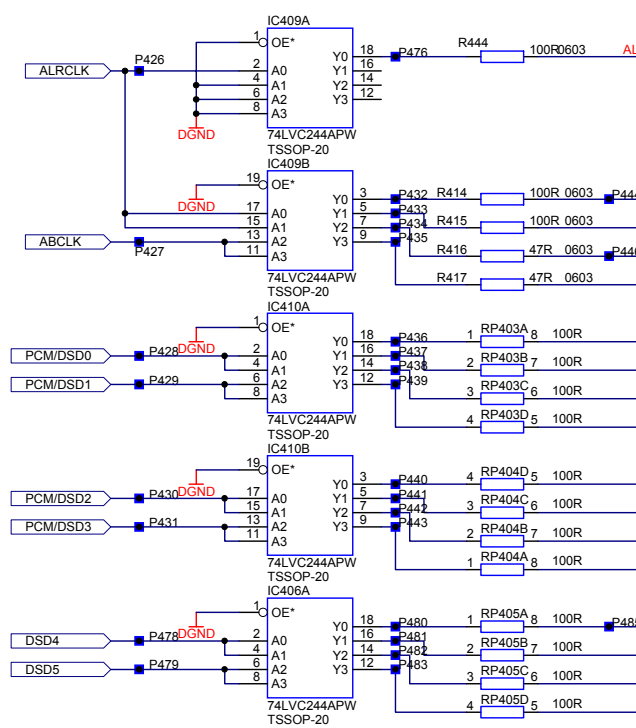 IC409A
1 OE* Y0 18 P476 R444 100R 0603 AL
ALRCLK P426 2 A0 Y1 16
4 A1 Y2 14
6 A2 Y3 12
8 A3
DGND
74LVC244APW
TSSOP-20
IC409B
19 OE* Y0 3 P432 R414 100R 0603 P444
DGND
17 A0 Y1 5 P433
15 A1 Y2 7 P434 R415 100R 0603
ABCLK P427 13 A2 Y3 9 P435 R416 47R 0603
11 A3
R417 47R 0603
74LVC244APW
TSSOP-20
IC410A
1 OE* Y0 18 P436 1 RP403A 8 100R
DGND
PCM/DSD0 P428 2 A0 Y1 16 P437 2 RP403B 7 100R
4 A1 Y2 14 P438
PCM/DSD1 P429 6 A2 Y3 12 P439 3 RP403C 6 100R
8 A3
4 RP403D 5 100R
74LVC244APW
TSSOP-20
IC410B
19 OE* Y0 3 P440 4 RP404D 5 100R
DGND
PCM/DSD2 P430 17 A0 Y1 5 P441 3 RP404C 6 100R
15 A1 Y2 7 P442
PCM/DSD3 P431 13 A2 Y3 9 P443 2 RP404B 7 100R
11 A3
1 RP404A 8 100R
74LVC244APW
TSSOP-20
IC406A
1 OE* Y0 18 P480 1 RP405A 8 100R P485
DGND
DSD4 P478 2 A0 Y1 16 P481 2 RP405B 7 100R
4 A1 Y2 14 P482
DSD5 P479 6 A2 Y3 12 P483 3 RP405C 6 100R
8 A3
4 RP405D 5 100R
74LVC244APW
TSSOP-20